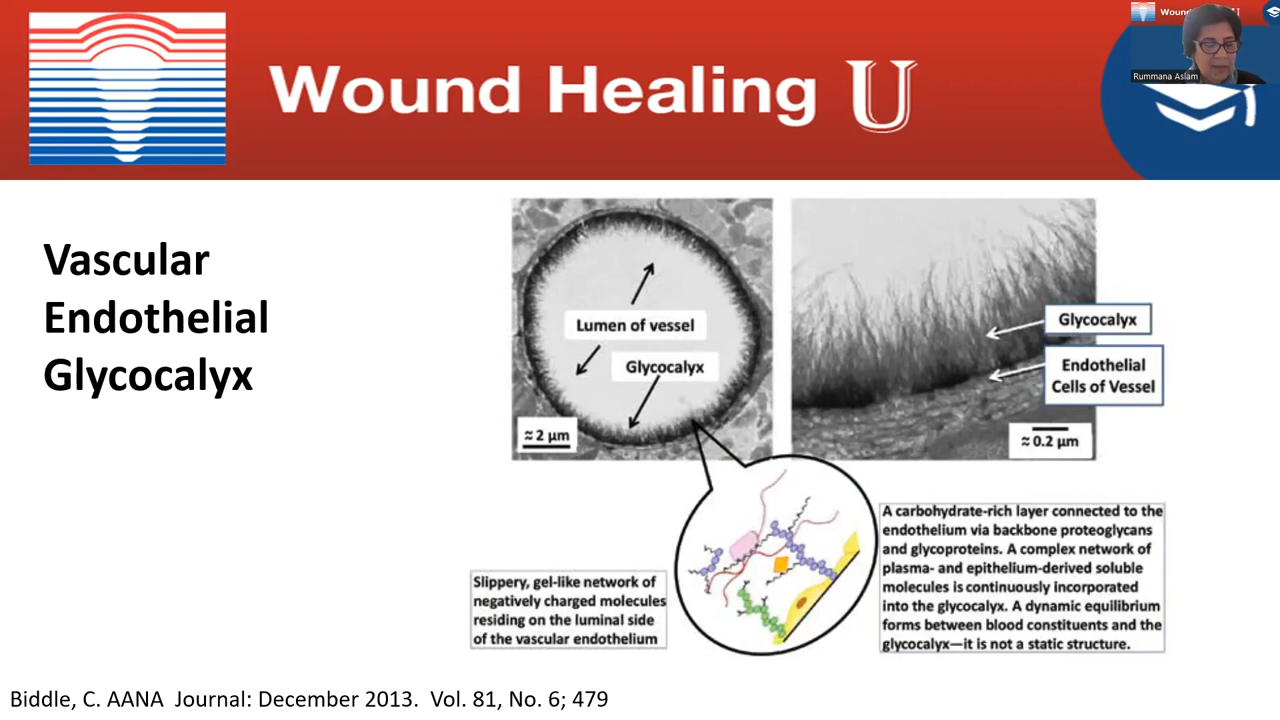 Wound Healing U
Rummana Aslam
Vascular
Endothelial
Glycocalyx
Lumen of vessel
Glycocalyx
≈ 2 μm
Glycocalyx
Endothelial
Cells of Vessel
≈ 0.2 μm
Slippery, gel-like network of
negatively charged molecules
residing on the luminal side
of the vascular endothelium
A carbohydrate-rich layer connected to the
endothelium via backbone proteoglycans
and glycoproteins. A complex network of
plasma- and epithelium-derived soluble
molecules is continuously incorporated
into the glycocalyx. A dynamic equilibrium
forms between blood constituents and the
glycocalyx—it is not a static structure.
Biddle, C. AANA Journal: December 2013. Vol. 81, No. 6; 479